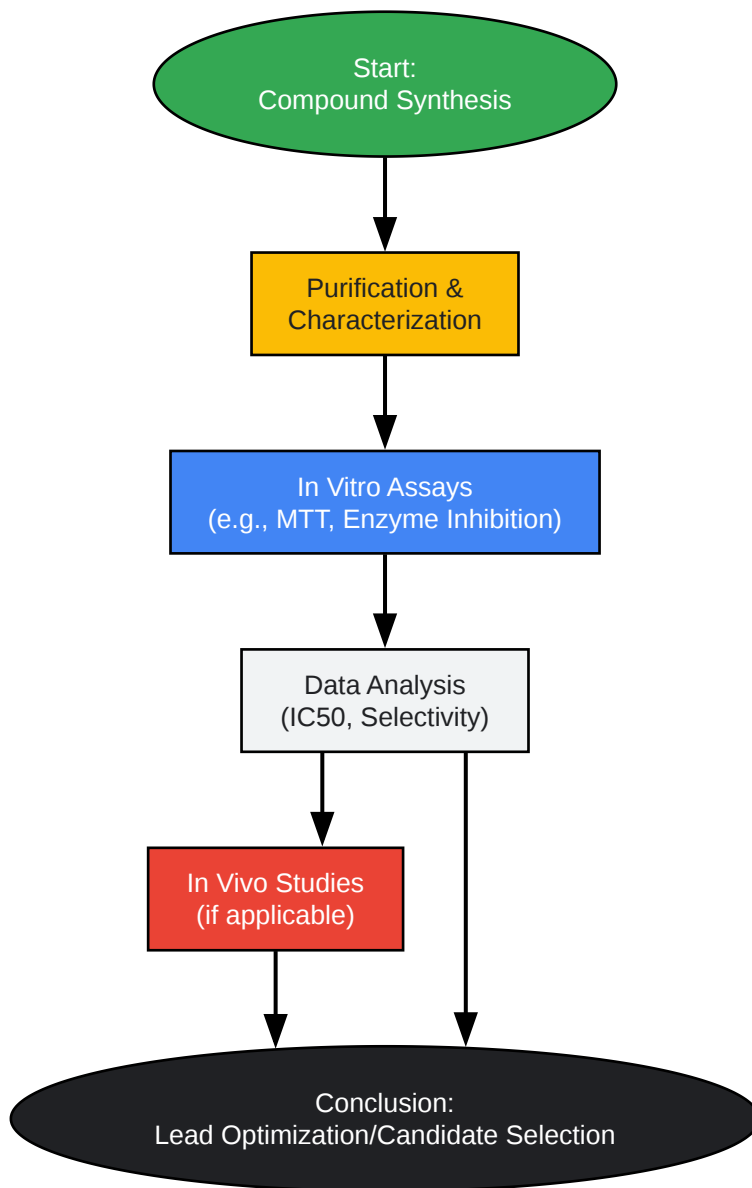 Start:
Compound Synthesis
Purification &
Characterization
In Vitro Assays
(e.g., MTT, Enzyme Inhibition)
Data Analysis
(IC50, Selectivity)
In Vivo Studies
(if applicable)
Conclusion:
Lead Optimization/Candidate Selection